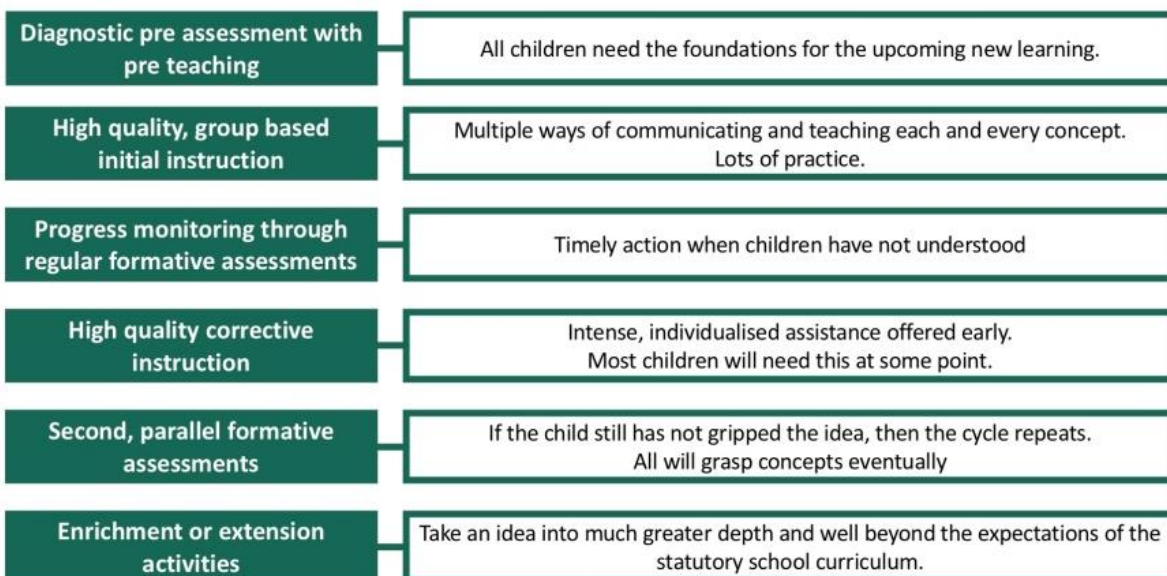 Diagnostic pre assessment with
pre teaching
All children need the foundations for the upcoming new learning.
High quality, group based
initial instruction
Multiple ways of communicating and teaching each and every concept.
Lots of practice.
Progress monitoring through
regular formative assessments
Timely action when children have not understood
High quality corrective
instruction
Intense, individualised assistance offered early.
Most children will need this at some point.
Second, parallel formative
assessments
If the child still has not gripped the idea, then the cycle repeats.
All will grasp concepts eventually
Enrichment or extension
activities
Take an idea into much greater depth and well beyond the expectations of the
statutory school curriculum.